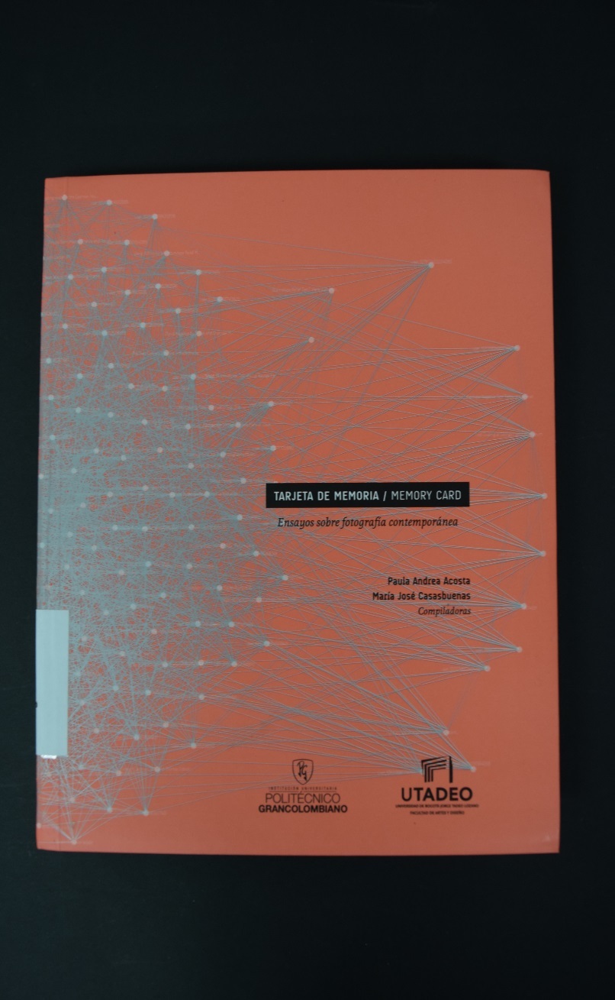 TARJETA DE MEMORIA / MEMORY CARD
Ensayos sobre fotografía contemporánea
Paula Andrea Acosta
María José Casasbuenas
Compiladoras
INSTITUCIÓN UNIVERSITARIA
POLITÉCNICO
GRANCOLOMBIANO
UTADEO
UNIVERSIDAD DE BOGOTÁ JORGE TADEO LOZANO
FACULTAD DE ARTES Y DISEÑO